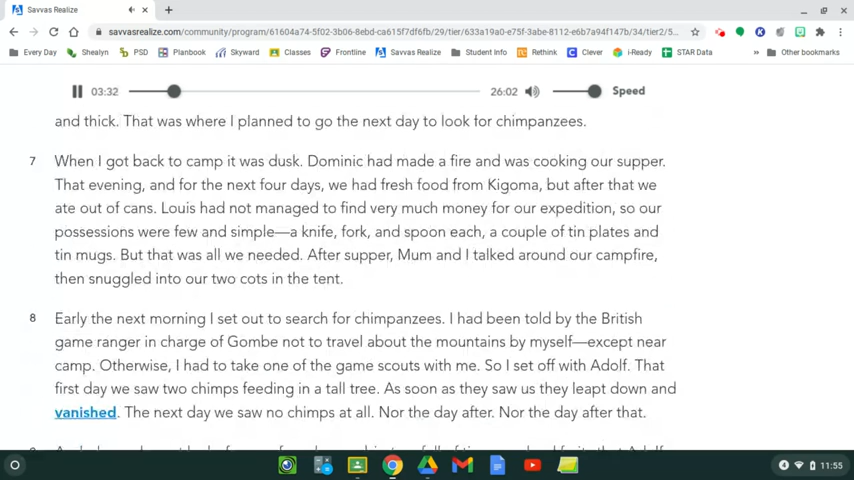 Savvas Realize
savvasrealize.com/community/program/61604a74-5f02-3b06-8ebd-ca615f7df6fb/29/tier/633a19a0-e75f-3abe-8112-e6b7a94f147b/34/tier2/5...
Every Day Shealyn PSD Planbook Skyward Classes Frontline Savvas Realize Student Info Rethink Clever i-Ready STAR Data » Other bookmarks
03:32 26:02 Speed
and thick. That was where I planned to go the next day to look for chimpanzees.
7 When I got back to camp it was dusk. Dominic had made a fire and was cooking our supper.
That evening, and for the next four days, we had fresh food from Kigoma, but after that we
ate out of cans. Louis had not managed to find very much money for our expedition, so our
possessions were few and simple—a knife, fork, and spoon each, a couple of tin plates and
tin mugs. But that was all we needed. After supper, Mum and I talked around our campfire,
then snuggled into our two cots in the tent.
8 Early the next morning I set out to search for chimpanzees. I had been told by the British
game ranger in charge of Gombe not to travel about the mountains by myself—except near
camp. Otherwise, I had to take one of the game scouts with me. So I set off with Adolf. That
first day we saw two chimps feeding in a tall tree. As soon as they saw us they leapt down and
vanished. The next day we saw no chimps at all. Nor the day after. Nor the day after that.
11:55